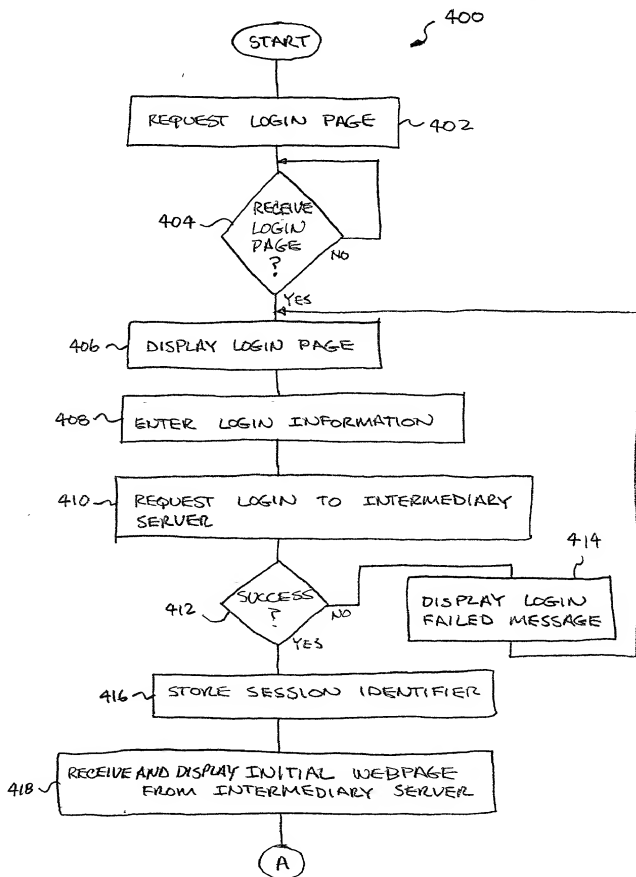 400
START
REQUEST LOGIN PAGE
402
404
RECEIVE
LOGIN
PAGE
?
NO
YES
406
DISPLAY LOGIN PAGE
408
ENTER LOGIN INFORMATION
410
REQUEST LOGIN TO INTERMEDIARY
SERVER
412
SUCCESS
?
NO
YES
414
DISPLAY LOGIN
FAILED MESSAGE
416
STORE SESSION IDENTIFIER
418
RECEIVE AND DISPLAY INITIAL WEBPAGE
FROM INTERMEDIARY SERVER
A